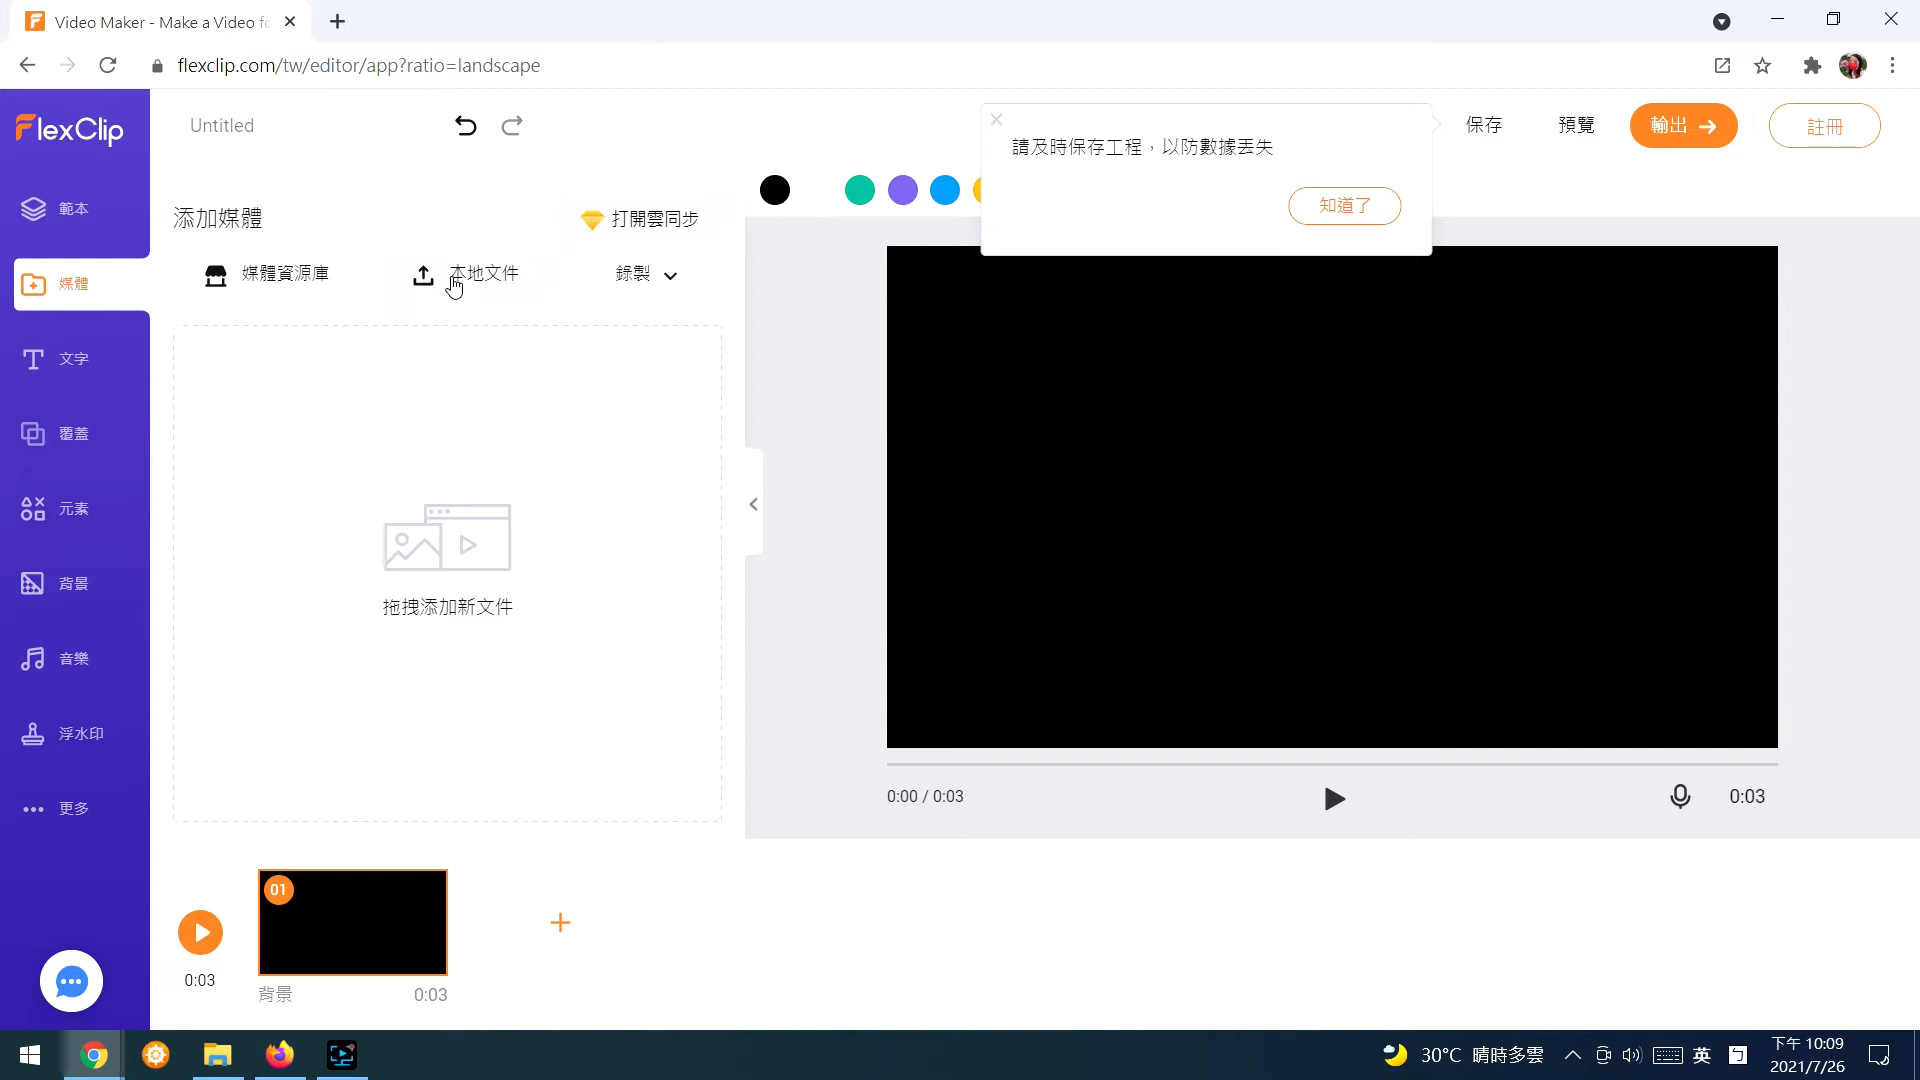 Video Maker - Make a Video fo
flexclip.com/tw/editor/app?ratio=landscape
FlexClip
Untitled
請及時保存工程，以防數據丟失
知道了
保存
預覽
輸出
註冊
範本
媒體
文字
覆蓋
元素
背景
音樂
浮水印
更多
添加媒體
打開雲同步
媒體資源庫
本地文件
錄製
拖拽添加新文件
0:00 / 0:03
0:03
01
0:03
背景
0:03
30°C 晴時多雲
英
下午 10:09
2021/7/26